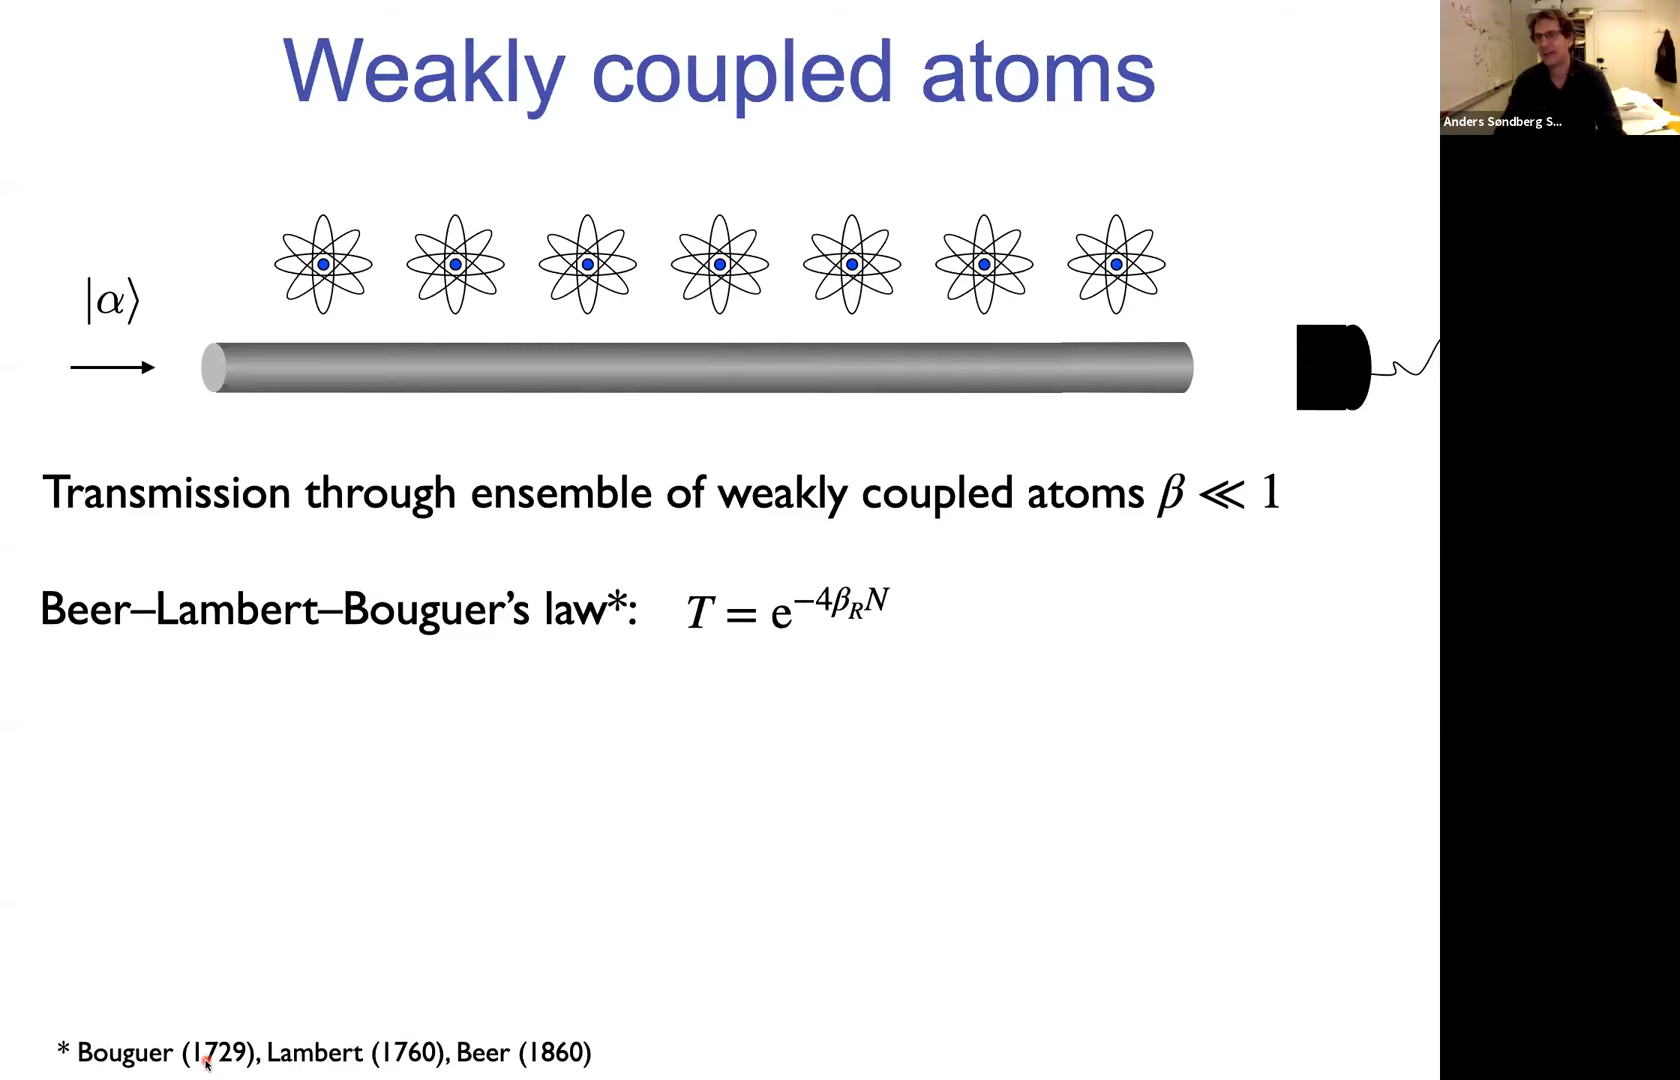 Weakly coupled atoms
Anders Søndberg S...
|α⟩
Transmission through ensemble of weakly coupled atoms β ≪ 1
Beer–Lambert–Bouguer’s law*: T = e^{−4β_R N}
* Bouguer (1729), Lambert (1760), Beer (1860)